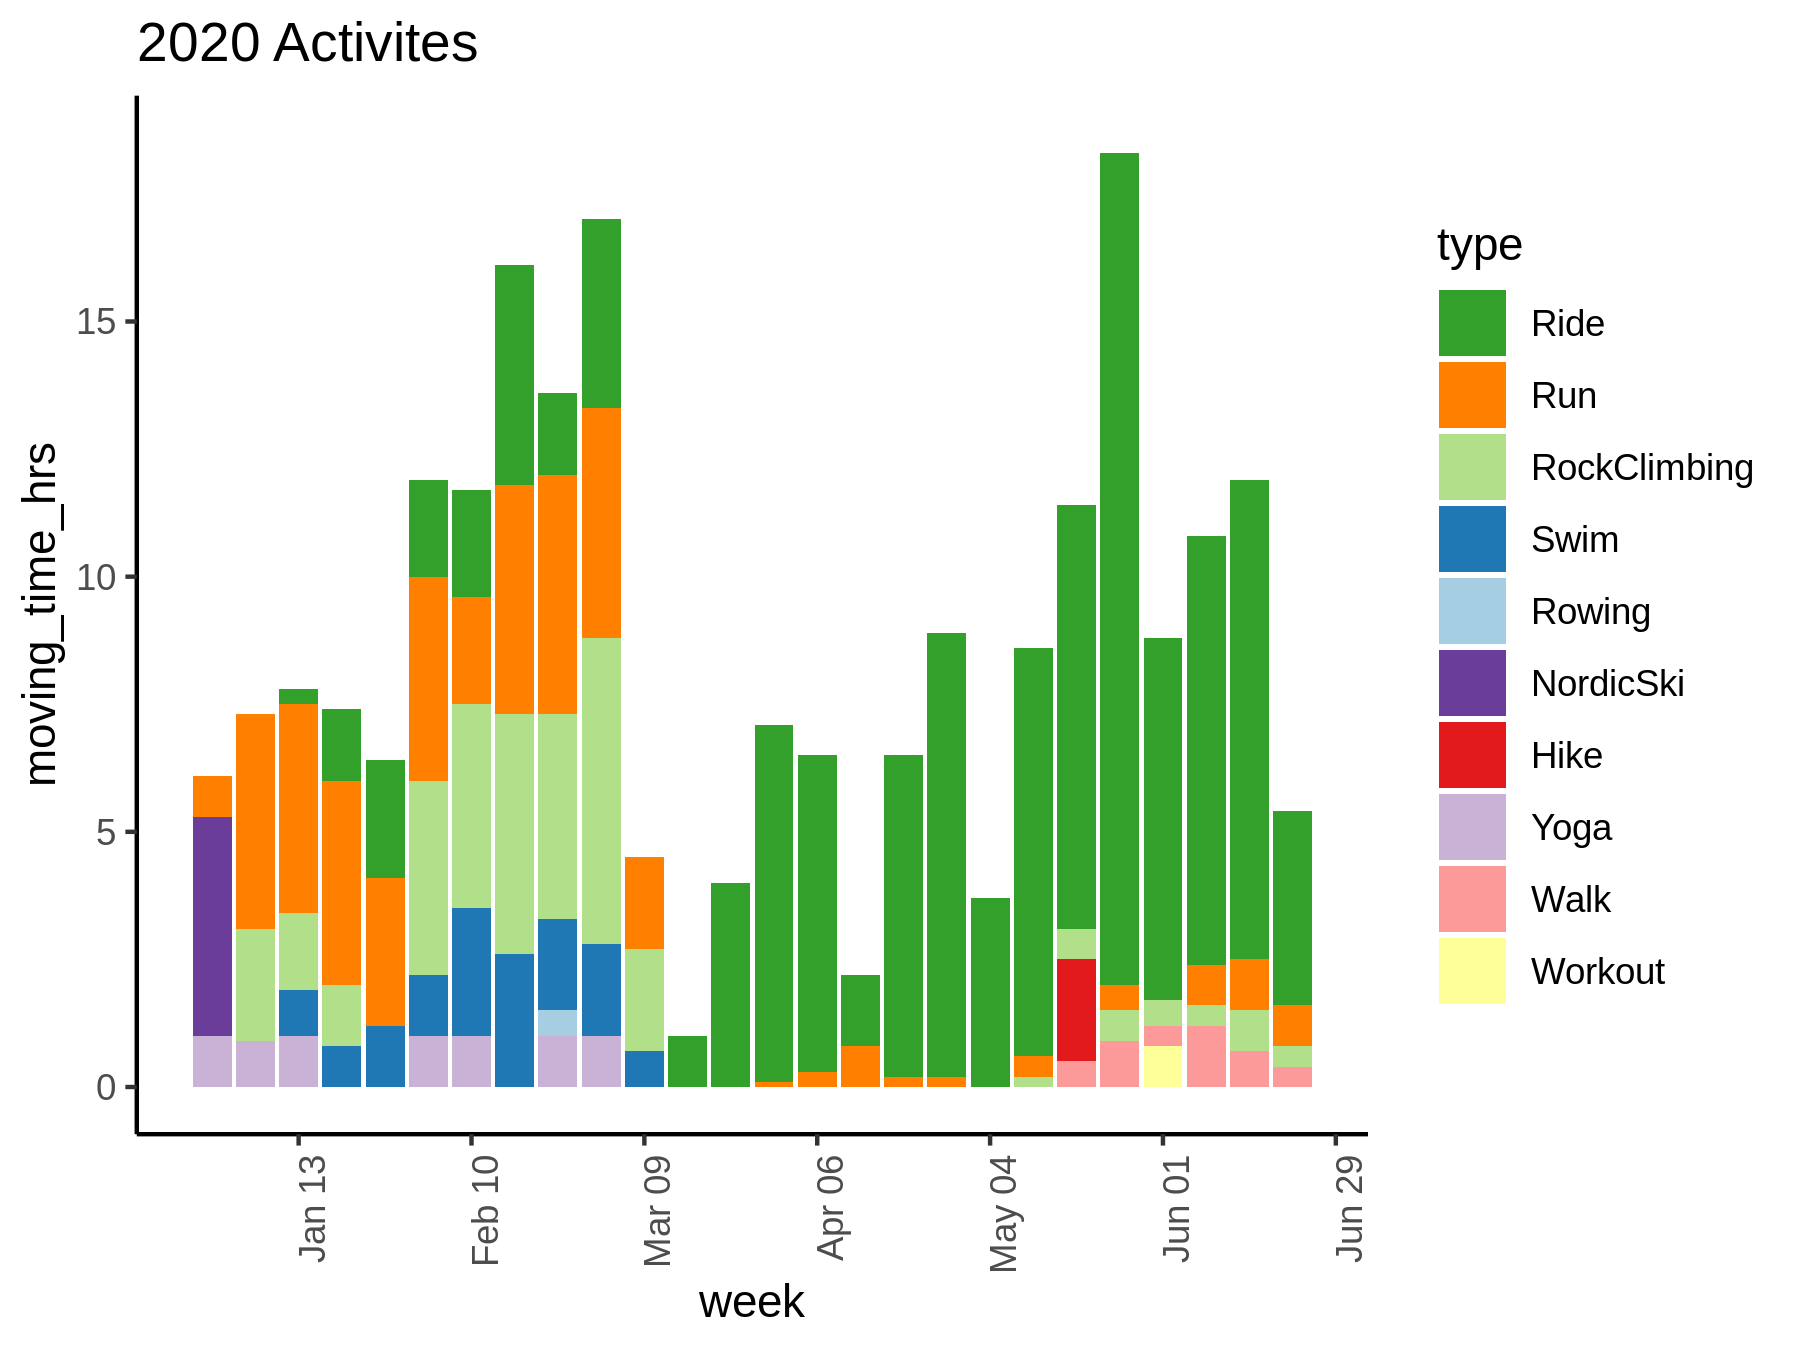 2020 Activites
moving_time_hrs
15
10
5
0
Jan 13
Feb 10
Mar 09
Apr 06
May 04
Jun 01
Jun 29
week
type
Ride
Run
RockClimbing
Swim
Rowing
NordicSki
Hike
Yoga
Walk
Workout